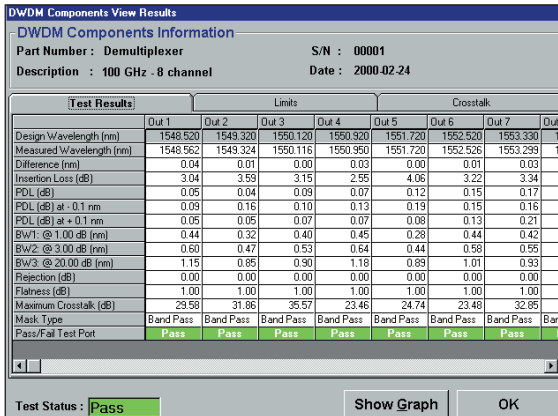 DWDM Components View Results
DWDM Components Information
Part Number : Demultiplexer S/N : 00001
Description : 100 GHz - 8 channel Date : 2000-02-24
Test Results Limits Crosstalk
Out 1 Out 2 Out 3 Out 4 Out 5 Out 6 Out 7 Out
Design Wavelength (nm) 1548.520 1549.320 1550.120 1550.920 1551.720 1552.520 1553.330 1
Measured Wavelength (nm) 1548.562 1549.324 1550.116 1550.950 1551.720 1552.526 1553.299 1
Difference (nm) 0.04 0.01 0.00 0.03 0.00 0.01 0.03
Insertion Loss (dB) 3.04 3.59 3.15 2.55 4.06 3.22 3.34
PDL (dB) 0.05 0.04 0.09 0.07 0.12 0.15 0.17
PDL (dB) at - 0.1 nm 0.09 0.16 0.10 0.13 0.19 0.15 0.16
PDL (dB) at + 0.1 nm 0.05 0.05 0.07 0.07 0.08 0.13 0.21
BW1: @ 1.00 dB (nm) 0.44 0.32 0.40 0.45 0.28 0.44 0.42
BW2: @ 3.00 dB (nm) 0.60 0.47 0.53 0.64 0.44 0.58 0.55
BW3: @ 20.00 dB (nm) 1.15 0.85 0.90 1.18 0.89 1.01 0.93
Rejection (dB) 0.00 0.00 0.00 0.00 0.00 0.00 0.00
Flatness (dB) 1.00 1.00 1.00 1.00 1.00 1.00 1.00
Maximum Crosstalk (dB) 29.58 31.86 35.57 23.46 24.74 23.48 32.85
Mask Type Band Pass Band Pass Band Pass Band Pass Band Pass Band Pass Band Pass Ban
Pass/Fail Test Port Pass Pass Pass Pass Pass Pass Pass
Test Status : Pass Show Graph OK